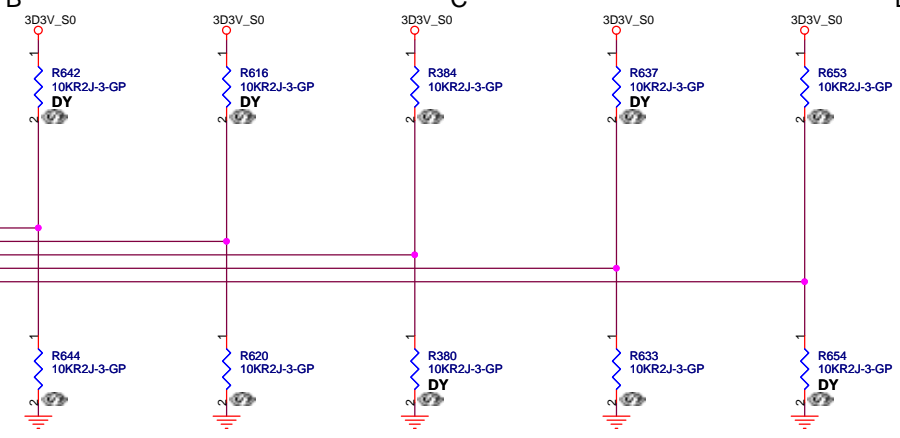 B
C
3D3V_S0
3D3V_S0
3D3V_S0
3D3V_S0
3D3V_S0
1
R642
10KR2J-3-GP
DY
2
1
R616
10KR2J-3-GP
DY
2
1
R384
10KR2J-3-GP
2
1
R637
10KR2J-3-GP
DY
2
1
R653
10KR2J-3-GP
2
1
R644
10KR2J-3-GP
2
1
R620
10KR2J-3-GP
2
1
R380
10KR2J-3-GP
DY
2
1
R633
10KR2J-3-GP
2
1
R654
10KR2J-3-GP
DY
2